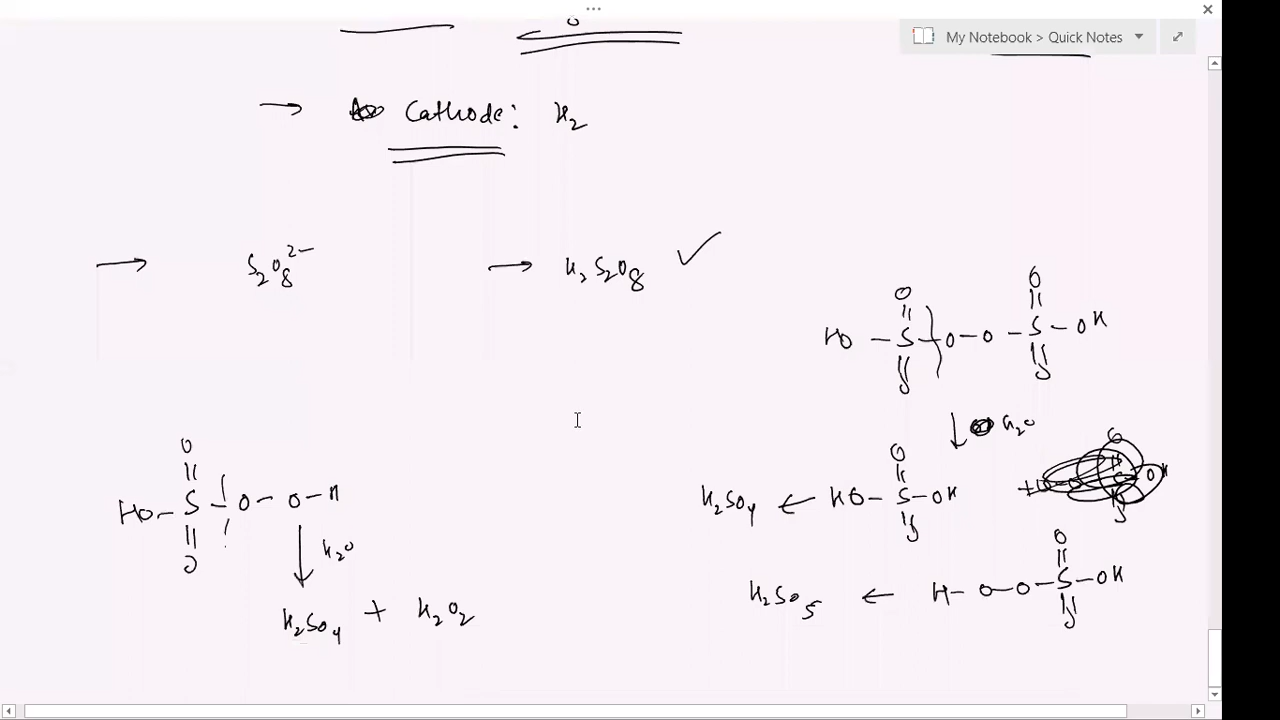 My Notebook > Quick Notes
→ Cathode: H2
→ S2O8^2- → H2S2O8 ✓
O O
|| ||
HO - S - O - O - S - OH
|| ||
O O
↓ H2O
O
||
H2SO4 ← HO - S - OH
||
O
O
||
HO - S - O - O - H
||
O
↓ H2O
H2SO4 + H2O2
O
||
H2SO5 ← H - O - O - S - OH
||
O